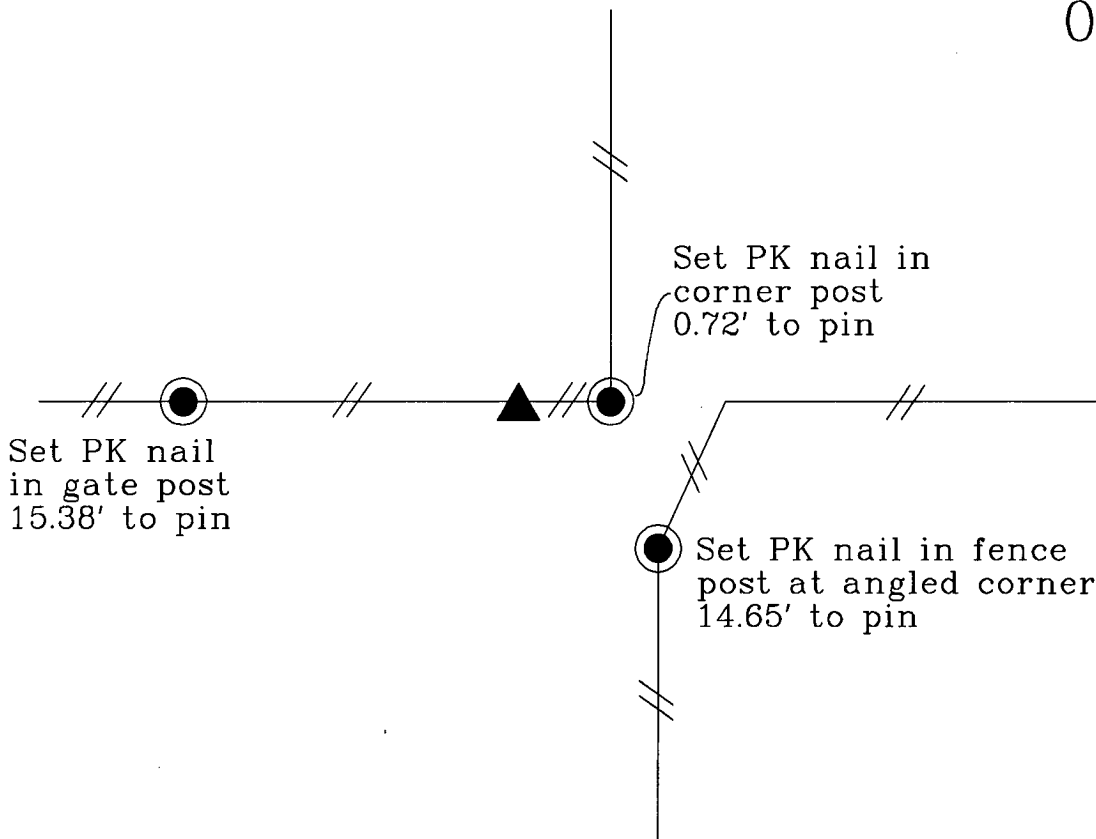 0
Set PK nail in
corner post
0.72' to pin
Set PK nail
in gate post
15.38' to pin
Set PK nail in fence
post at angled corner
14.65' to pin